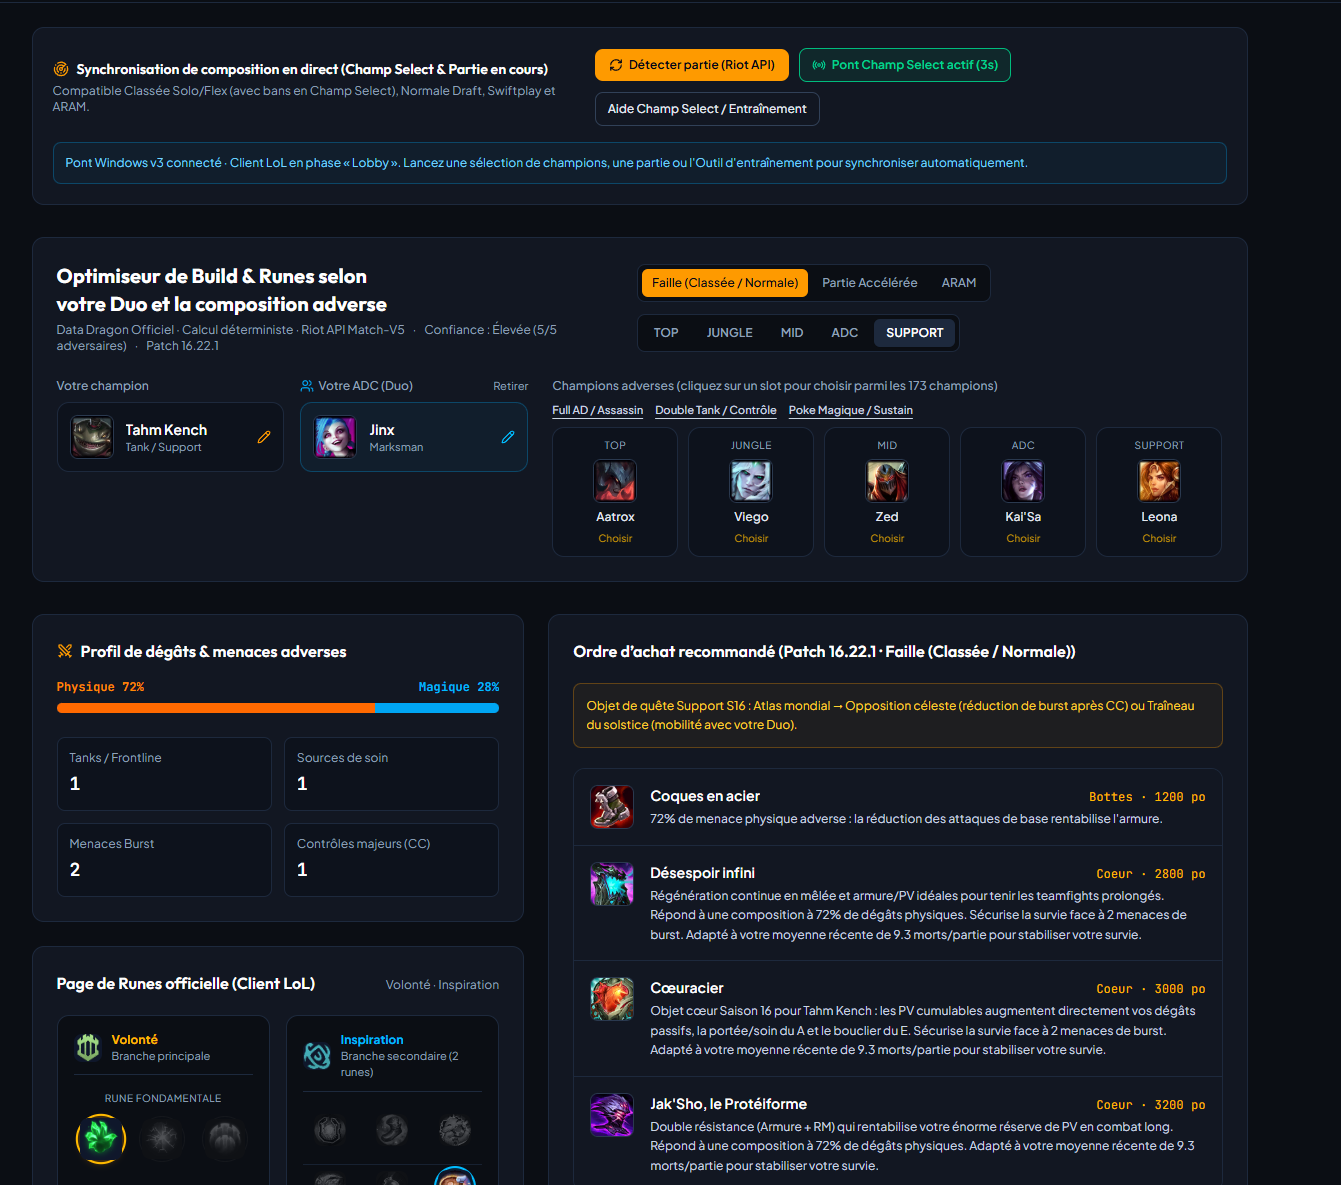 Synchronisation de composition en direct (Champ Select & Partie en cours)
Compatible Classée Solo/Flex (avec bans en Champ Select), Normale Draft, Swiftplay et
ARAM.
Détecter partie (Riot API)
Pont Champ Select actif (3s)
Aide Champ Select / Entraînement
Pont Windows v3 connecté · Client LoL en phase « Lobby ». Lancez une sélection de champions, une partie ou l'Outil d'entraînement pour synchroniser automatiquement.
Optimiseur de Build & Runes selon
votre Duo et la composition adverse
Data Dragon Officiel · Calcul déterministe · Riot API Match-V5 · Confiance : Élevée (5/5
adversaires) · Patch 16.22.1
Faille (Classée / Normale)
Partie Accélérée
ARAM
TOP
JUNGLE
MID
ADC
SUPPORT
Votre champion
Tahm Kench
Tank / Support
Votre ADC (Duo)
Retirer
Jinx
Marksman
Champions adverses (cliquez sur un slot pour choisir parmi les 173 champions)
Full AD / Assassin
Double Tank / Contrôle
Poke Magique / Sustain
TOP
Aatrox
Choisir
JUNGLE
Viego
Choisir
MID
Zed
Choisir
ADC
Kai'Sa
Choisir
SUPPORT
Leona
Choisir
Profil de dégâts & menaces adverses
Physique 72%
Magique 28%
Tanks / Frontline
1
Sources de soin
1
Menaces Burst
2
Contrôles majeurs (CC)
1
Page de Runes officielle (Client LoL)
Volonté · Inspiration
Volonté
Branche principale
RUNE FONDAMENTALE
Inspiration
Branche secondaire (2
runes)
Ordre d'achat recommandé (Patch 16.22.1 · Faille (Classée / Normale))
Objet de quête Support S16 : Atlas mondial → Opposition céleste (réduction de burst après CC) ou Traîneau
du solstice (mobilité avec votre Duo).
Coques en acier
Bottes · 1200 po
72% de menace physique adverse : la réduction des attaques de base rentabilise l'armure.
Désespoir infini
Coeur · 2800 po
Régénération continue en mêlée et armure/PV idéales pour tenir les teamfights prolongés.
Répond à une composition à 72% de dégâts physiques. Sécurise la survie face à 2 menaces de
burst. Adapté à votre moyenne récente de 9.3 morts/partie pour stabiliser votre survie.
Cœuracier
Coeur · 3000 po
Objet cœur Saison 16 pour Tahm Kench : les PV cumulables augmentent directement vos dégâts
passifs, la portée/soin du A et le bouclier du E. Sécurise la survie face à 2 menaces de burst.
Adapté à votre moyenne récente de 9.3 morts/partie pour stabiliser votre survie.
Jak'Sho, le Protéiforme
Coeur · 3200 po
Double résistance (Armure + RM) qui rentabilise votre énorme réserve de PV en combat long.
Répond à une composition à 72% de dégâts physiques. Adapté à votre moyenne récente de 9.3
morts/partie pour stabiliser votre survie.